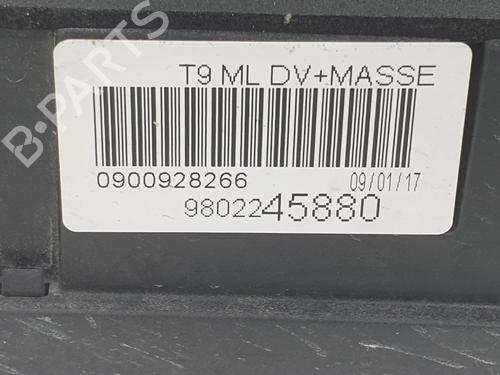 T9 ML DV+MASSE
0900928266
09/01/17
9802245880
B-PARTS